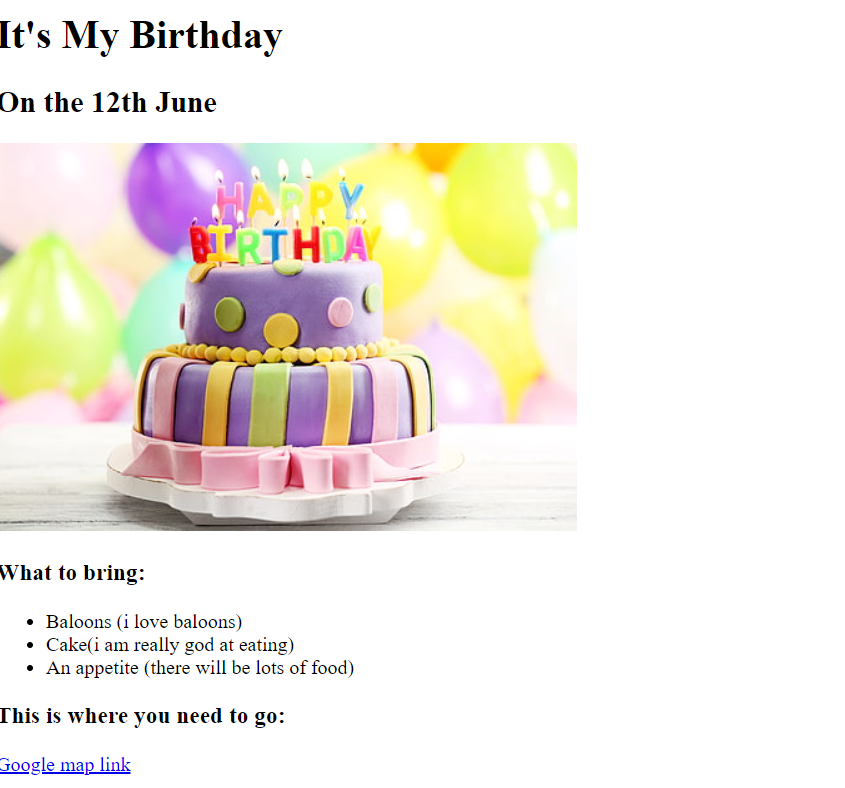 It's My Birthday
On the 12th June
HAPPY
BIRTHDAY
What to bring:
Baloons (i love baloons)
Cake(i am really god at eating)
An appetite (there will be lots of food)
This is where you need to go:
Google map link